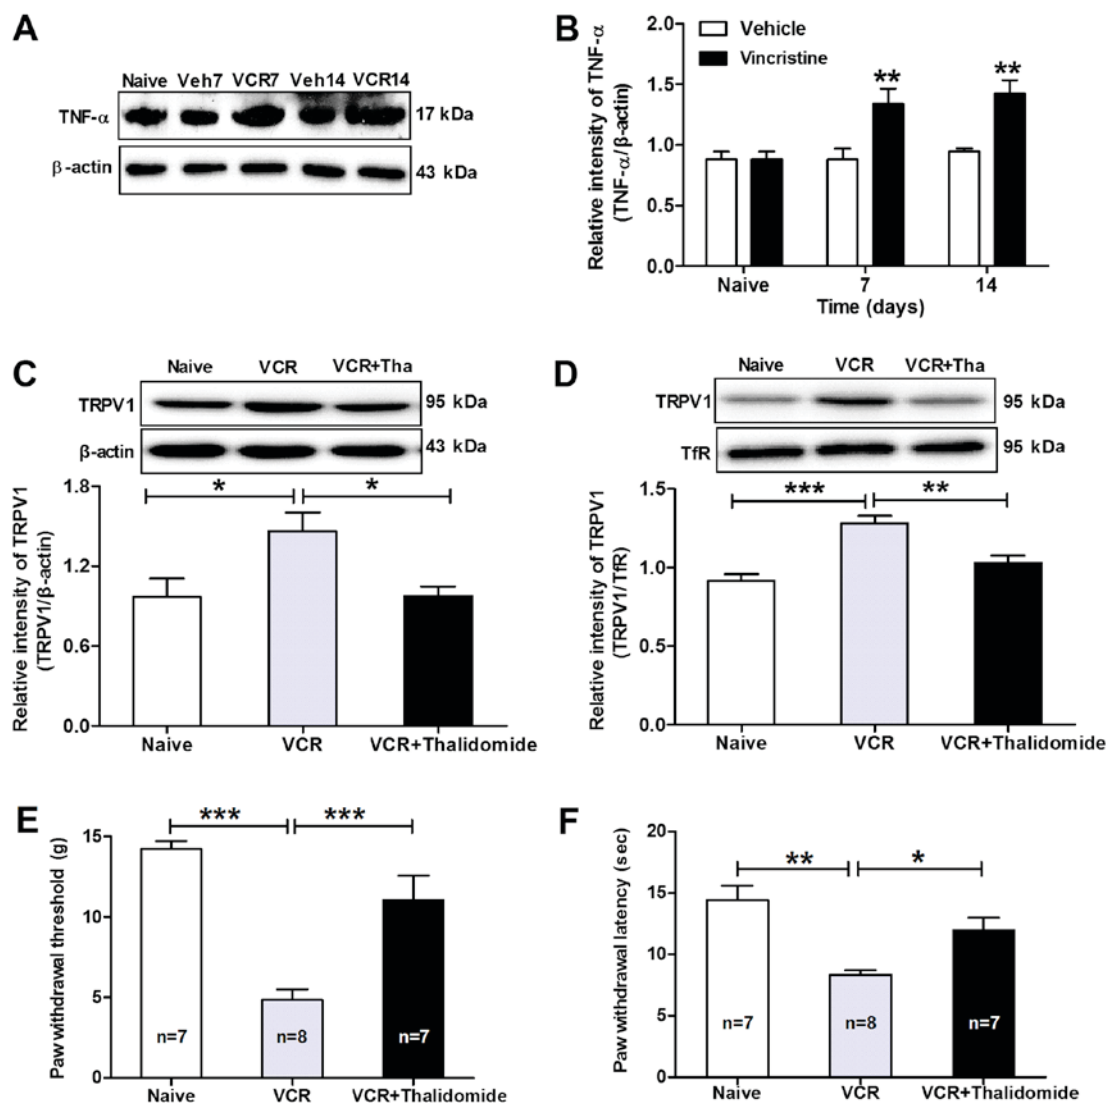 A
Naive Veh7 VCR7 Veh14 VCR14
TNF-α
17 kDa
β-actin
43 kDa
B
Relative intensity of TNF-α
(TNF-α/β-actin)
2.0
1.5
1.0
0.5
0.0
Vehicle
Vincristine
**
**
Naive
7
14
Time (days)
C
Naive VCR VCR+Tha
TRPV1
95 kDa
β-actin
43 kDa
Relative intensity of TRPV1
(TRPV1/β-actin)
1.8
1.2
0.6
0.0
*
*
Naive
VCR
VCR+Thalidomide
D
Naive VCR VCR+Tha
TRPV1
95 kDa
TfR
95 kDa
Relative intensity of TRPV1
(TRPV1/TfR)
1.5
1.0
0.5
0.0
***
**
Naive
VCR
VCR+Thalidomide
E
Paw withdrawal threshold (g)
15
10
5
0
***
***
n=7
n=8
n=7
Naive
VCR
VCR+Thalidomide
F
Paw withdrawal latency (sec)
20
15
10
5
0
**
*
n=7
n=8
n=7
Naive
VCR
VCR+Thalidomide